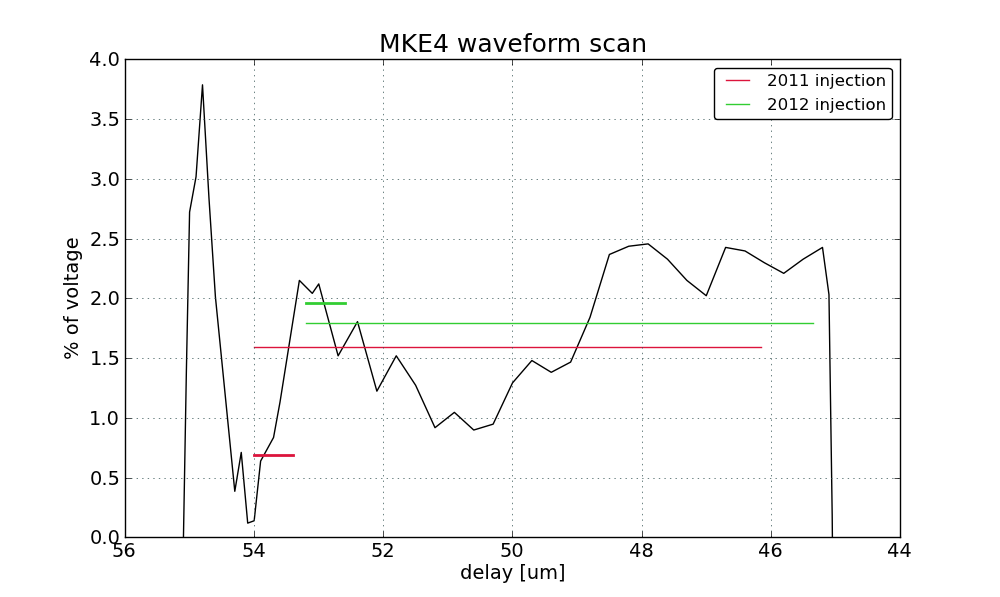 MKE4 waveform scan
2011 injection
2012 injection
4.0
3.5
3.0
2.5
2.0
1.5
1.0
0.5
0.0
% of voltage
56 54 52 50 48 46 44
delay [um]